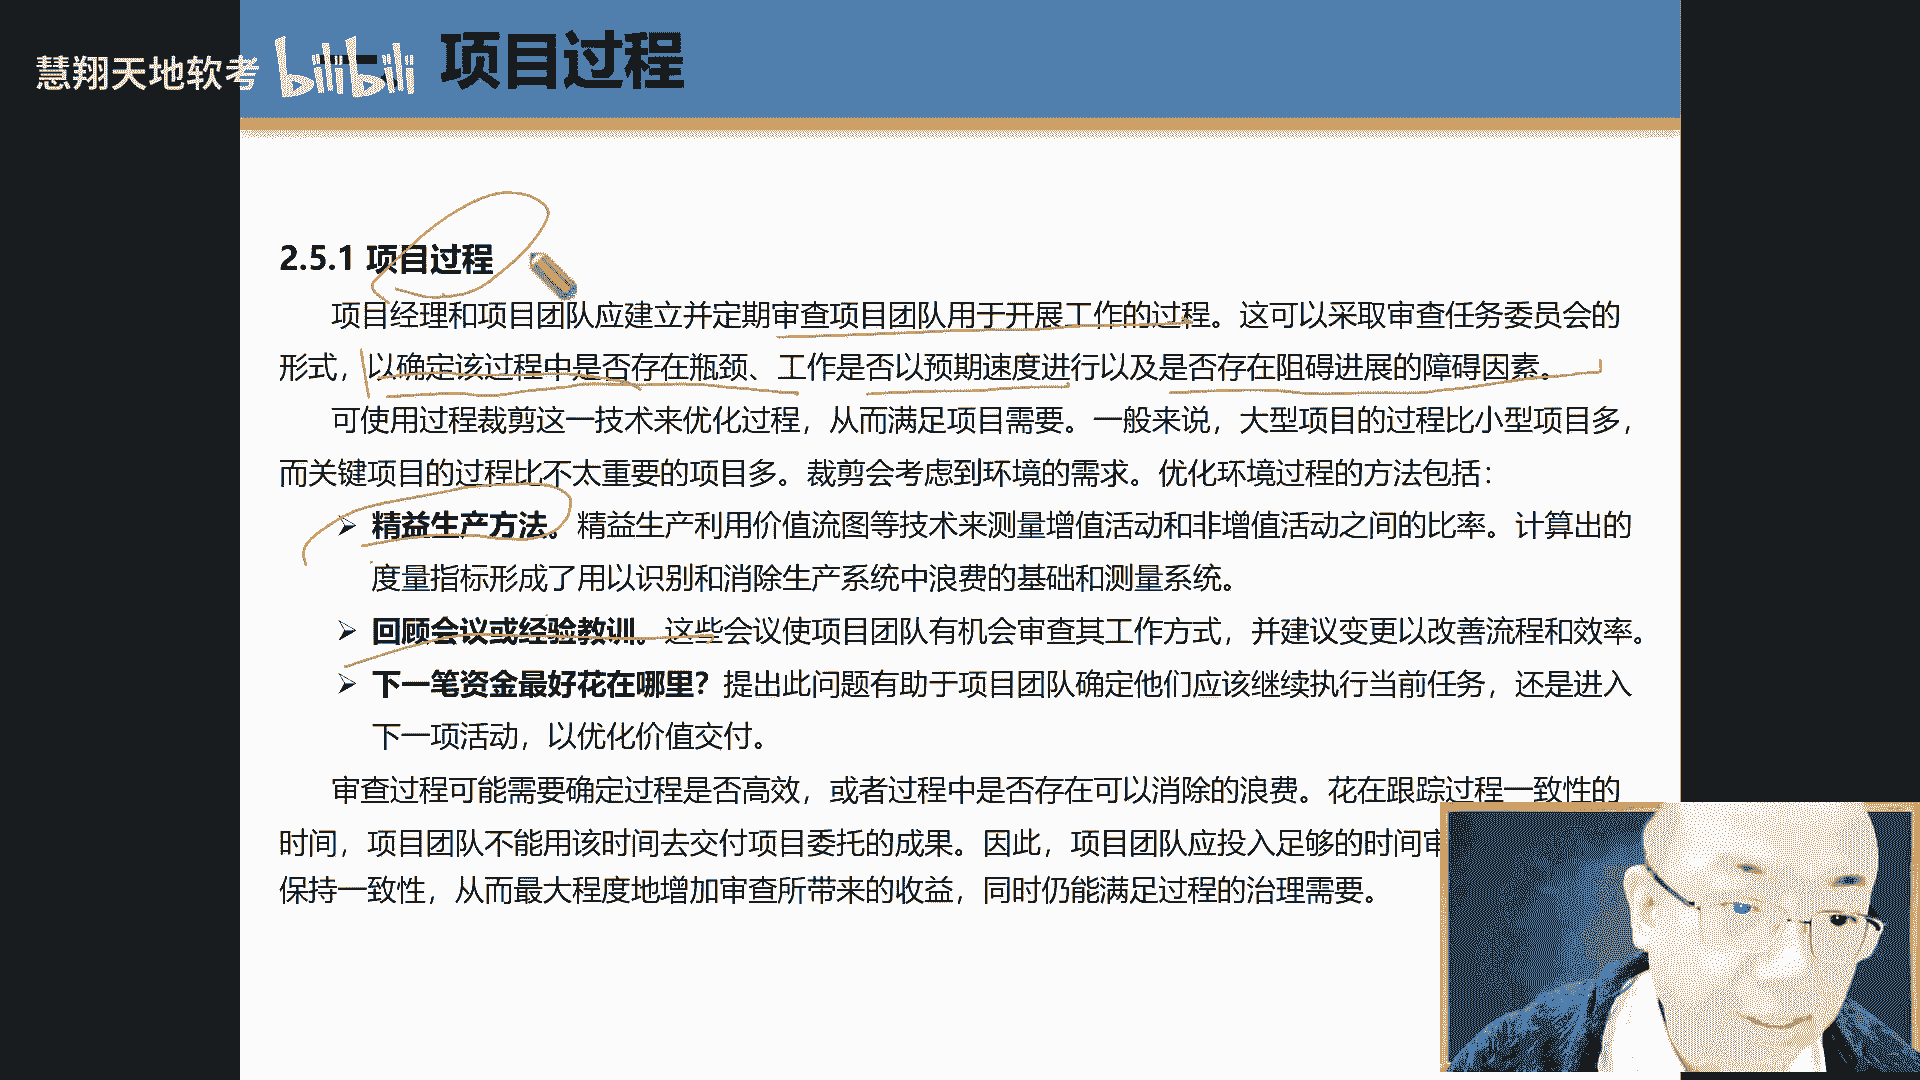 慧翔天地软考 bilibili
一、项目过程
2.5.1 项目过程
项目经理和项目团队应建立并定期审查项目团队用于开展工作的过程。这可以采取审查任务委员会的
形式，以确定该过程中是否存在瓶颈、工作是否以预期速度进行以及是否存在阻碍进展的障碍因素。
可使用过程裁剪这一技术来优化过程，从而满足项目需要。一般来说，大型项目的过程比小型项目多，
而关键项目的过程比不太重要的项目多。裁剪会考虑到环境的需求。优化环境过程的方法包括：
➢ 精益生产方法。精益生产利用价值流图等技术来测量增值活动和非增值活动之间的比率。计算出的
度量指标形成了用以识别和消除生产系统中浪费的基础和测量系统。
➢ 回顾会议或经验教训。这些会议使项目团队有机会审查其工作方式，并建议变更以改善流程和效率。
➢ 下一笔资金最好花在哪里？提出此问题有助于项目团队确定他们应该继续执行当前任务，还是进入
下一项活动，以优化价值交付。
审查过程可能需要确定过程是否高效，或者过程中是否存在可以消除的浪费。花在跟踪过程一致性的
时间，项目团队不能用该时间去交付项目委托的成果。因此，项目团队应投入足够的时间审
保持一致性，从而最大程度地增加审查所带来的收益，同时仍能满足过程的治理需要。